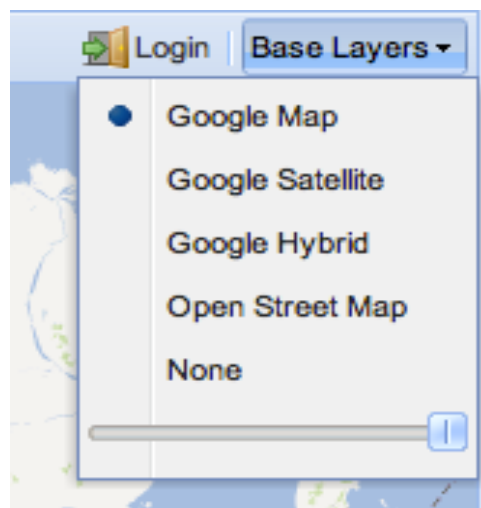 Login Base Layers
Google Map
Google Satellite
Google Hybrid
Open Street Map
None